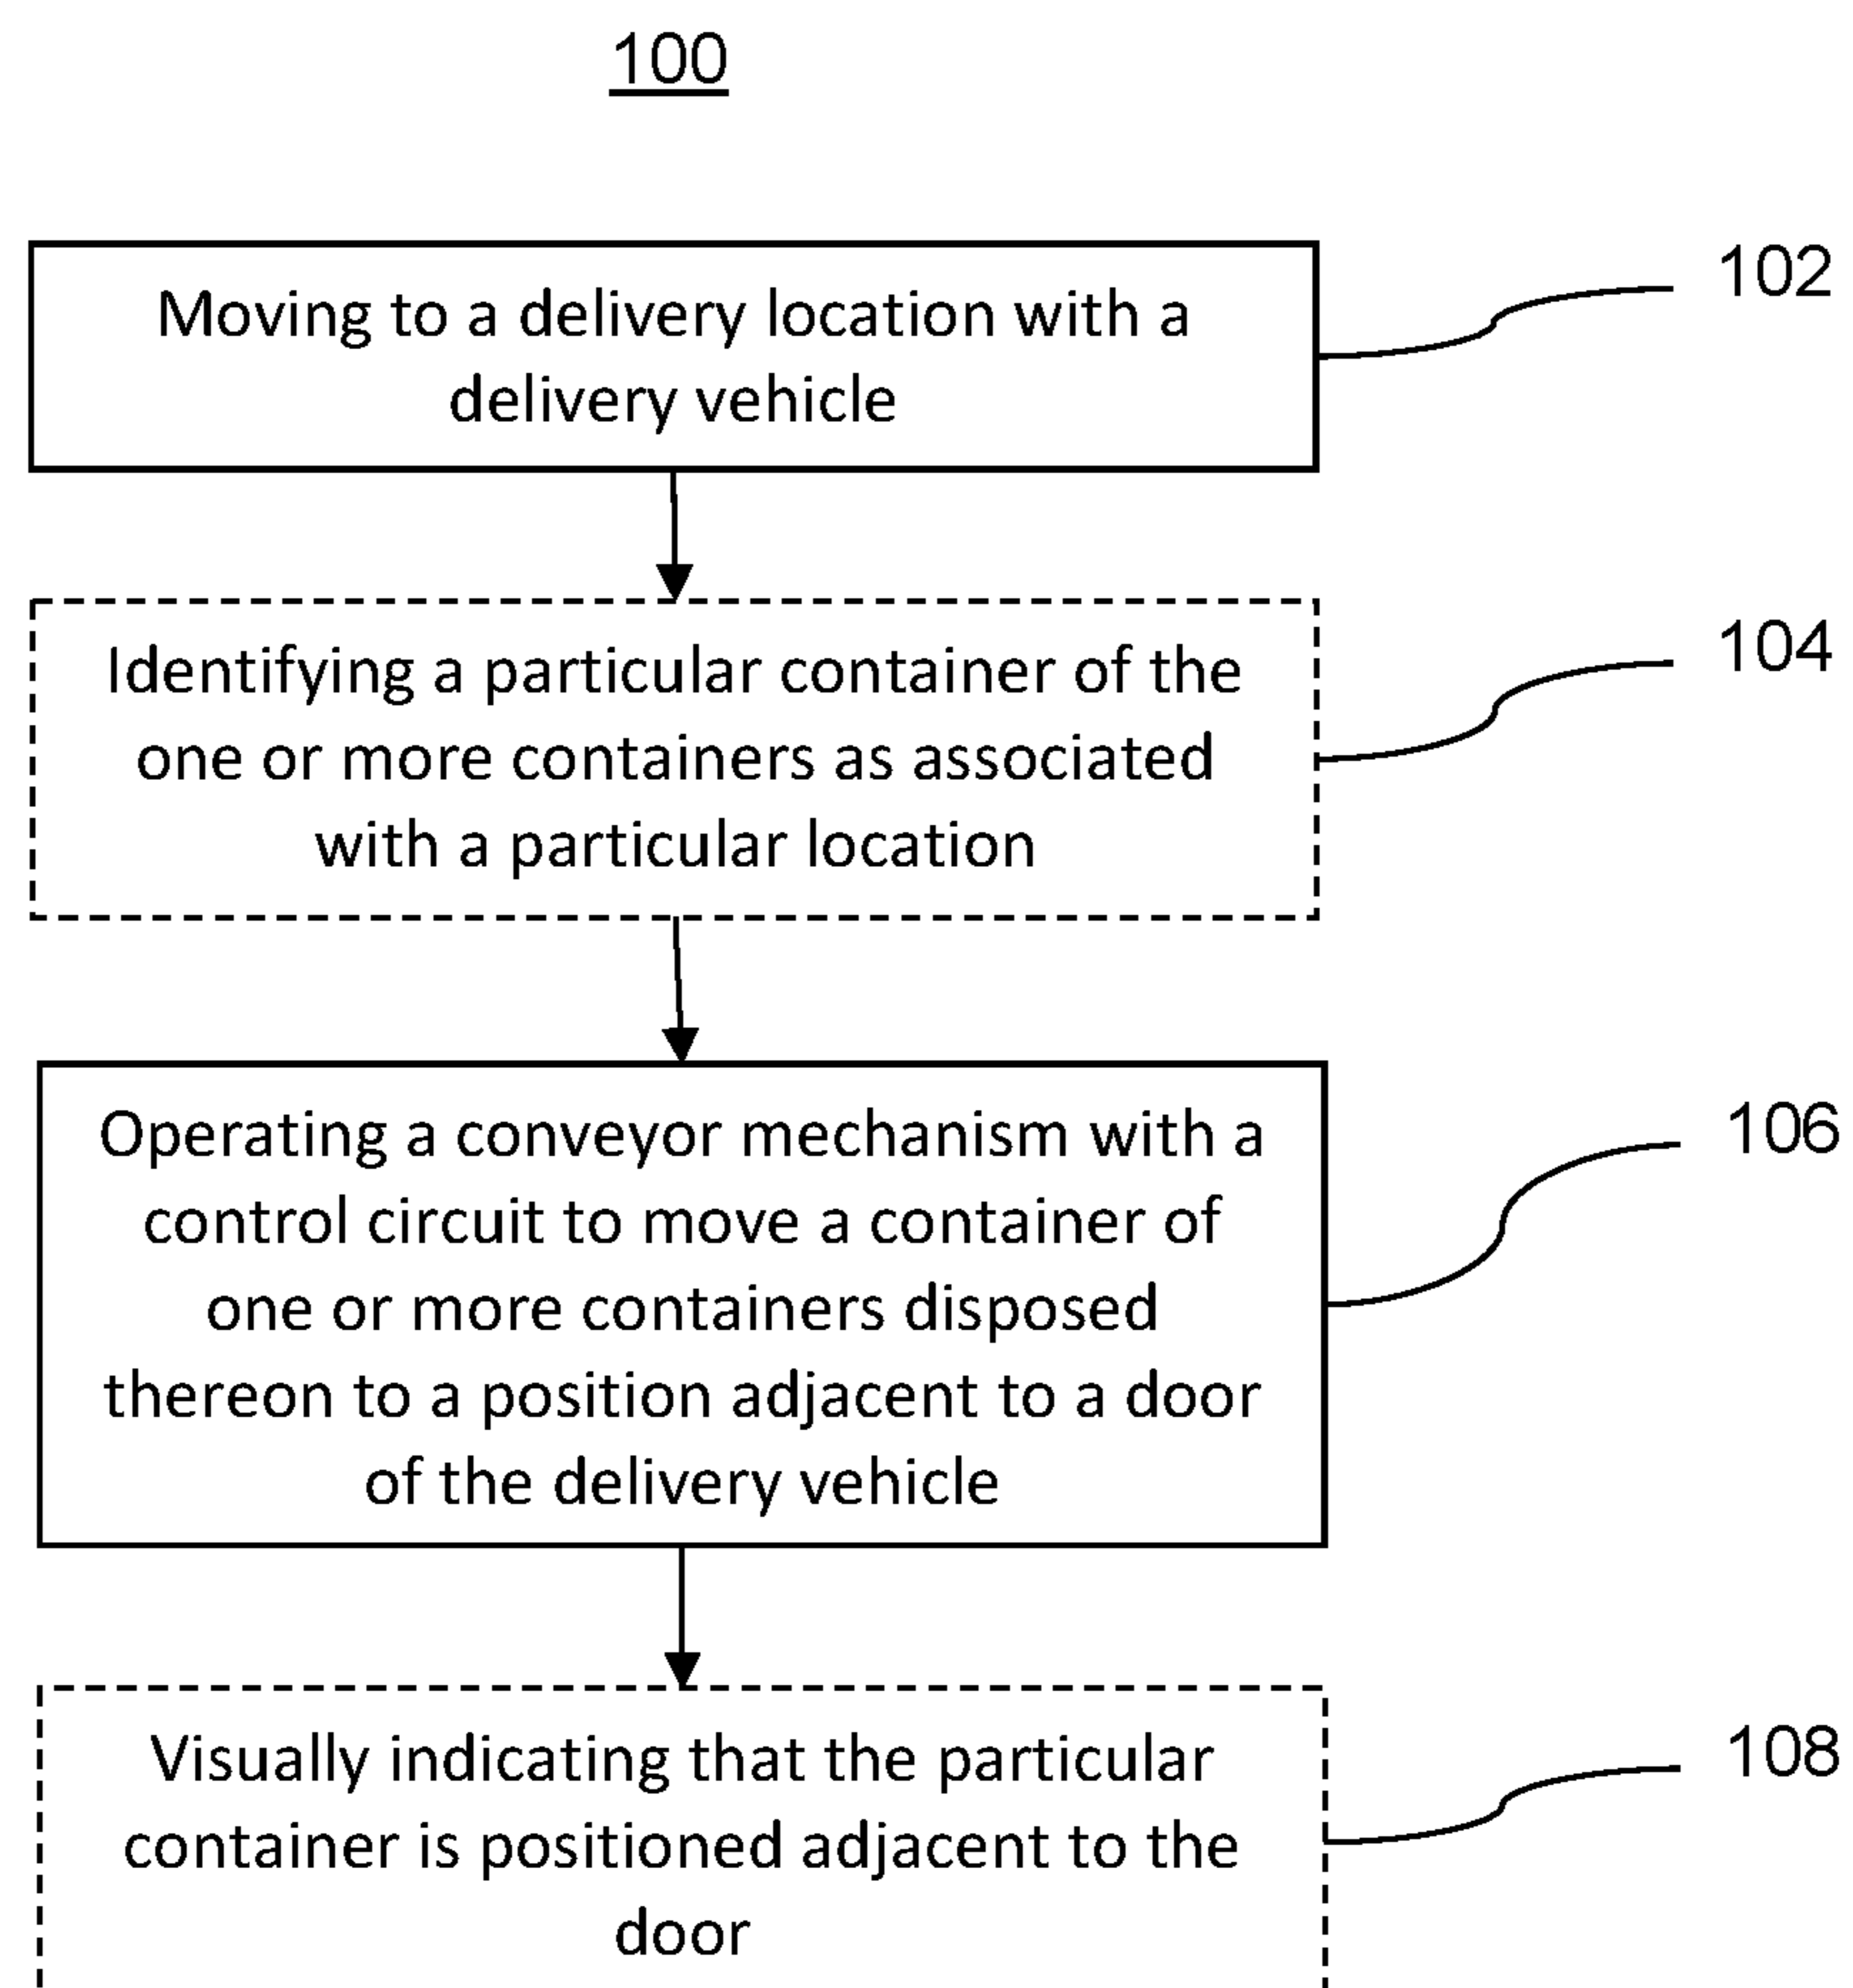 100
Moving to a delivery location with a
delivery vehicle
102
Identifying a particular container of the
one or more containers as associated
with a particular location
104
Operating a conveyor mechanism with a
control circuit to move a container of
one or more containers disposed
thereon to a position adjacent to a door
of the delivery vehicle
106
Visually indicating that the particular
container is positioned adjacent to the
door
108